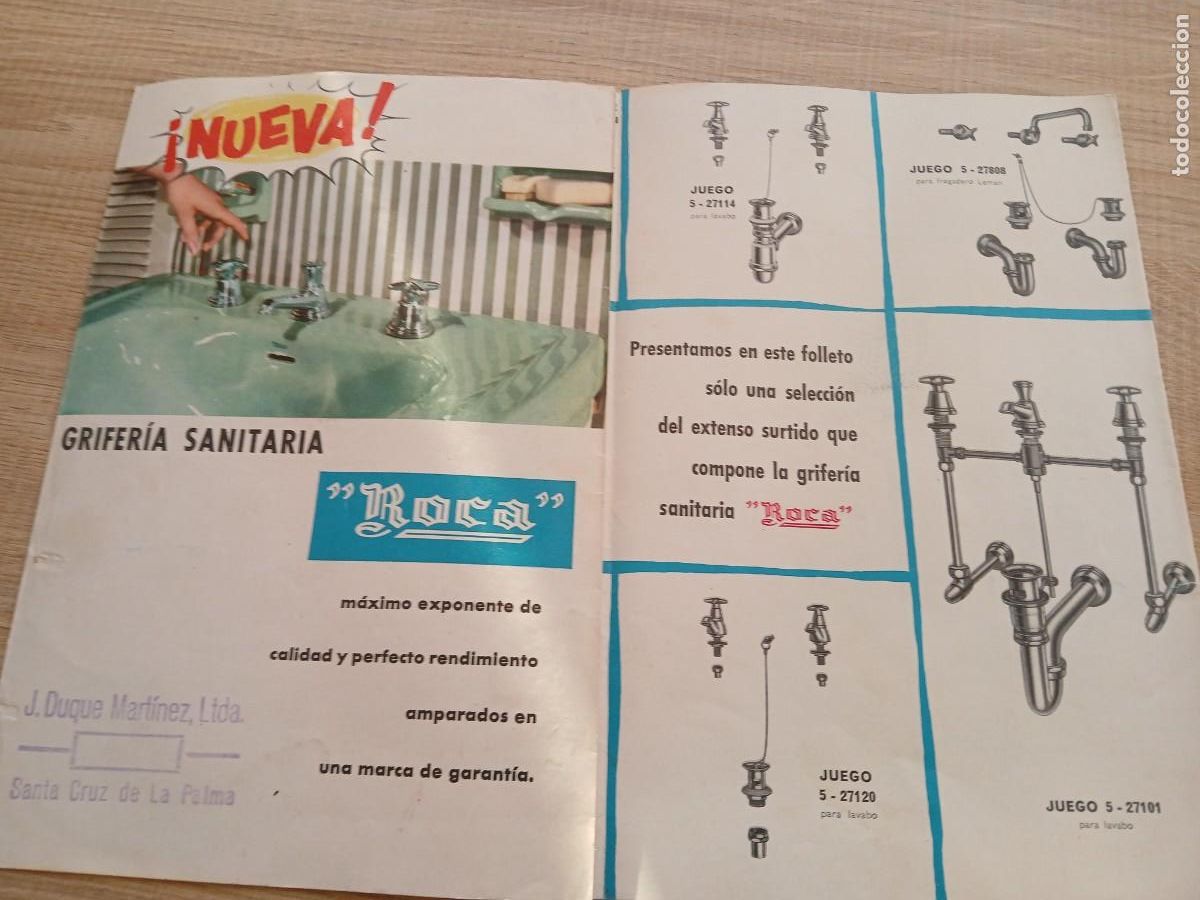 ¡NUEVA!
GRIFERÍA SANITARIA
"Roca"
máximo exponente de
calidad y perfecto rendimiento
amparados en
una marca de garantía.
J. Duque Martínez, Ltda.
Santa Cruz de La Palma
JUEGO
5 - 27114
para lavabo
JUEGO 5 - 27808
para fregadero Leman
Presentamos en este folleto
sólo una selección
del extenso surtido que
compone la grifería
sanitaria "Roca"
JUEGO
5 - 27120
para lavabo
JUEGO 5 - 27101
para lavabo
todocoleccion